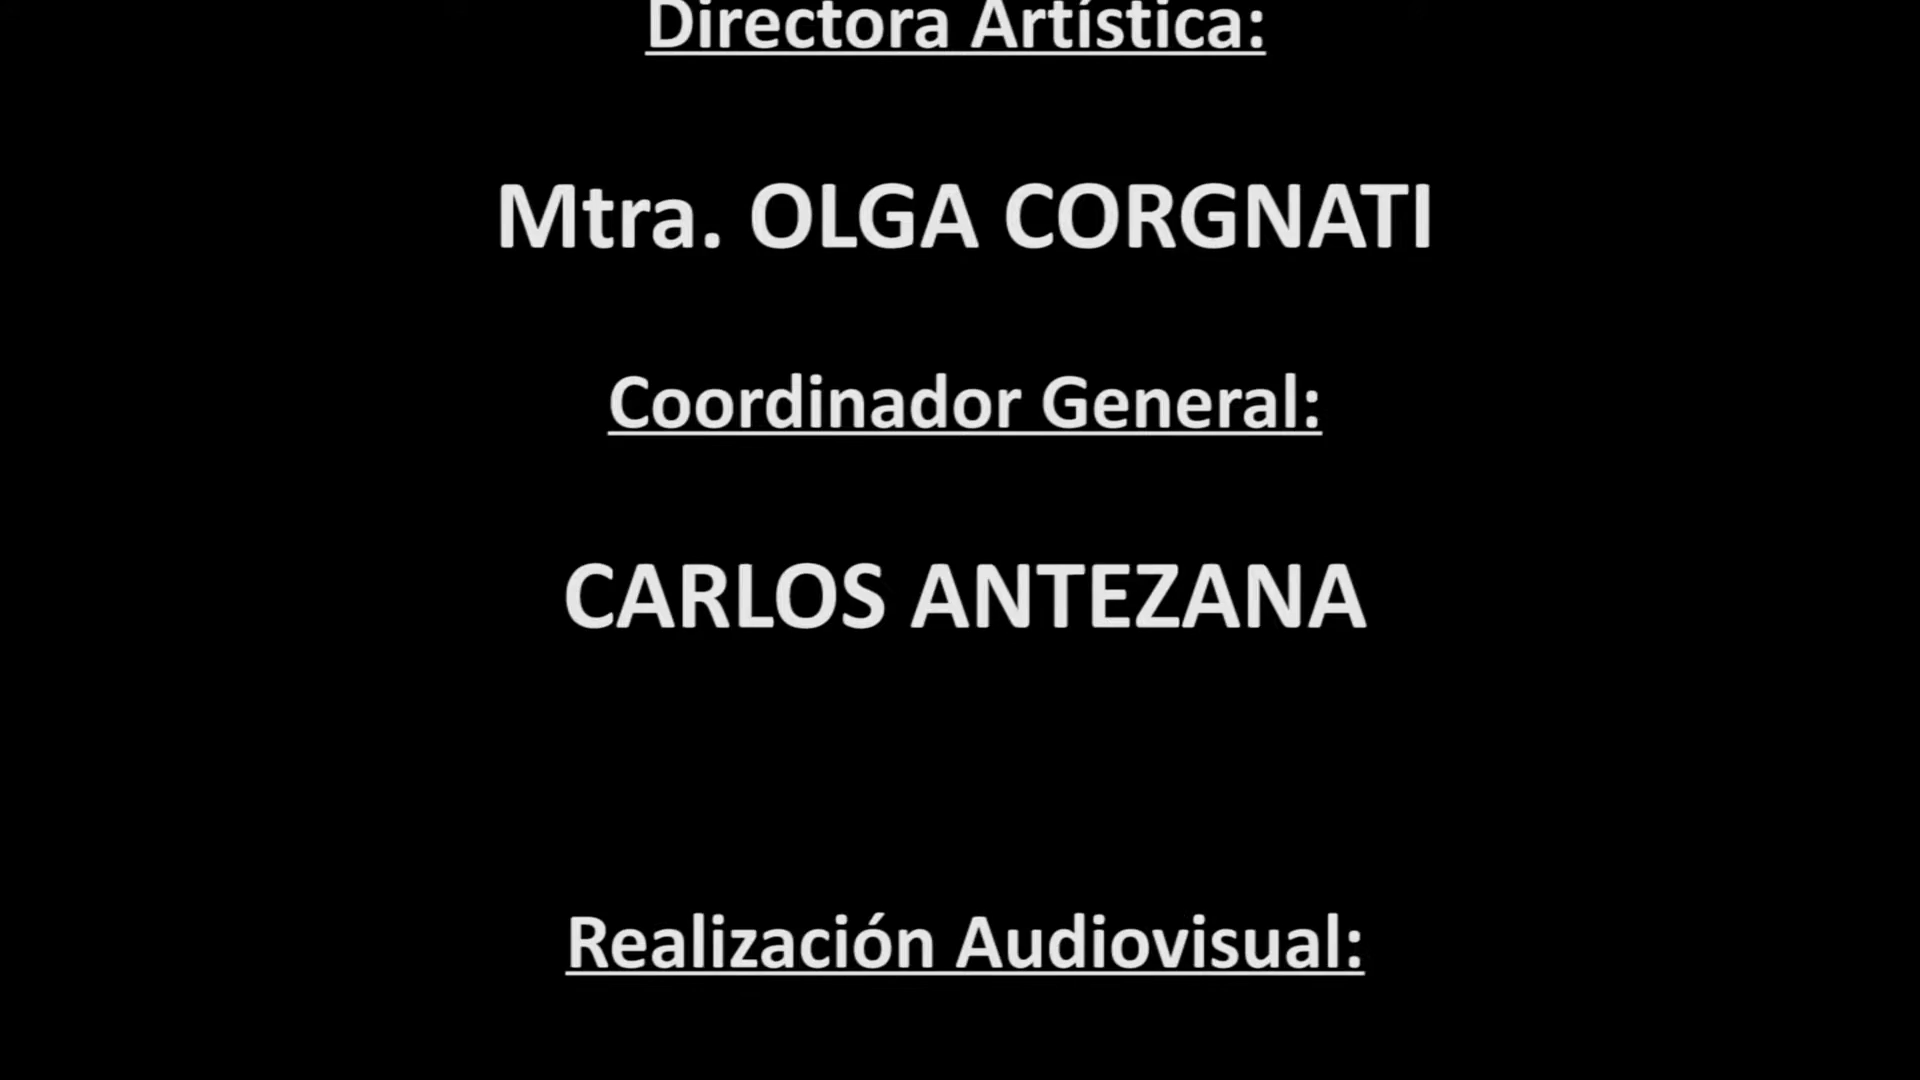 Directora Artística:
Mtra. OLGA CORGNATI
Coordinador General:
CARLOS ANTEZANA
Realización Audiovisual: